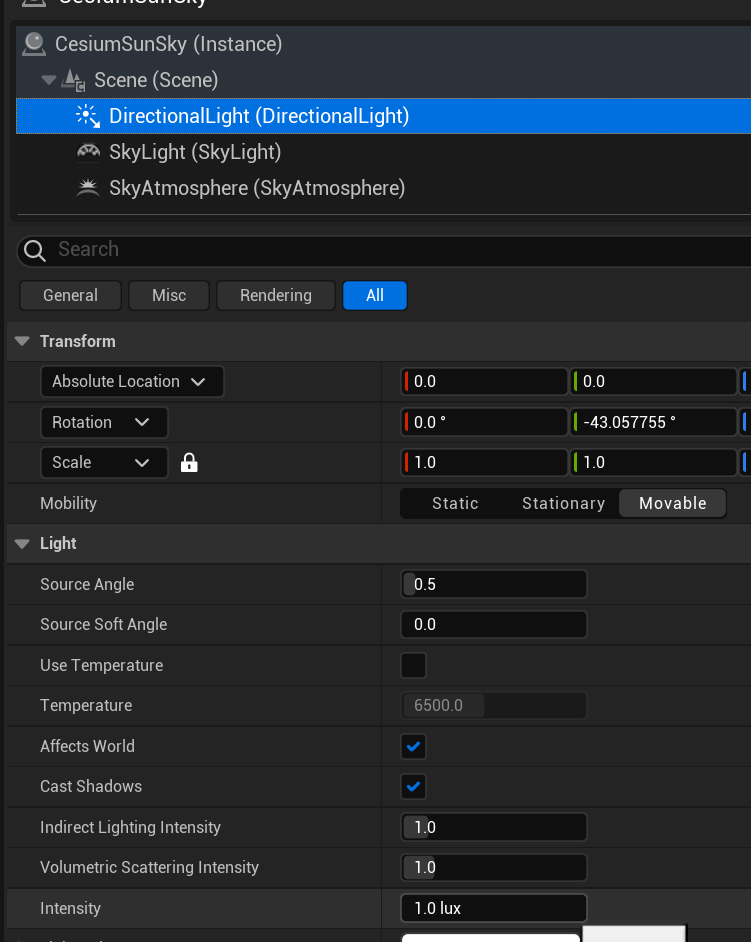 CesiumSunSky
CesiumSunSky (Instance)
Scene (Scene)
DirectionalLight (DirectionalLight)
SkyLight (SkyLight)
SkyAtmosphere (SkyAtmosphere)
Search
General Misc Rendering All
Transform
Absolute Location 0.0 0.0
Rotation 0.0 ° -43.057755 °
Scale 1.0 1.0
Mobility Static Stationary Movable
Light
Source Angle 0.5
Source Soft Angle 0.0
Use Temperature
Temperature 6500.0
Affects World
Cast Shadows
Indirect Lighting Intensity 1.0
Volumetric Scattering Intensity 1.0
Intensity 1.0 lux